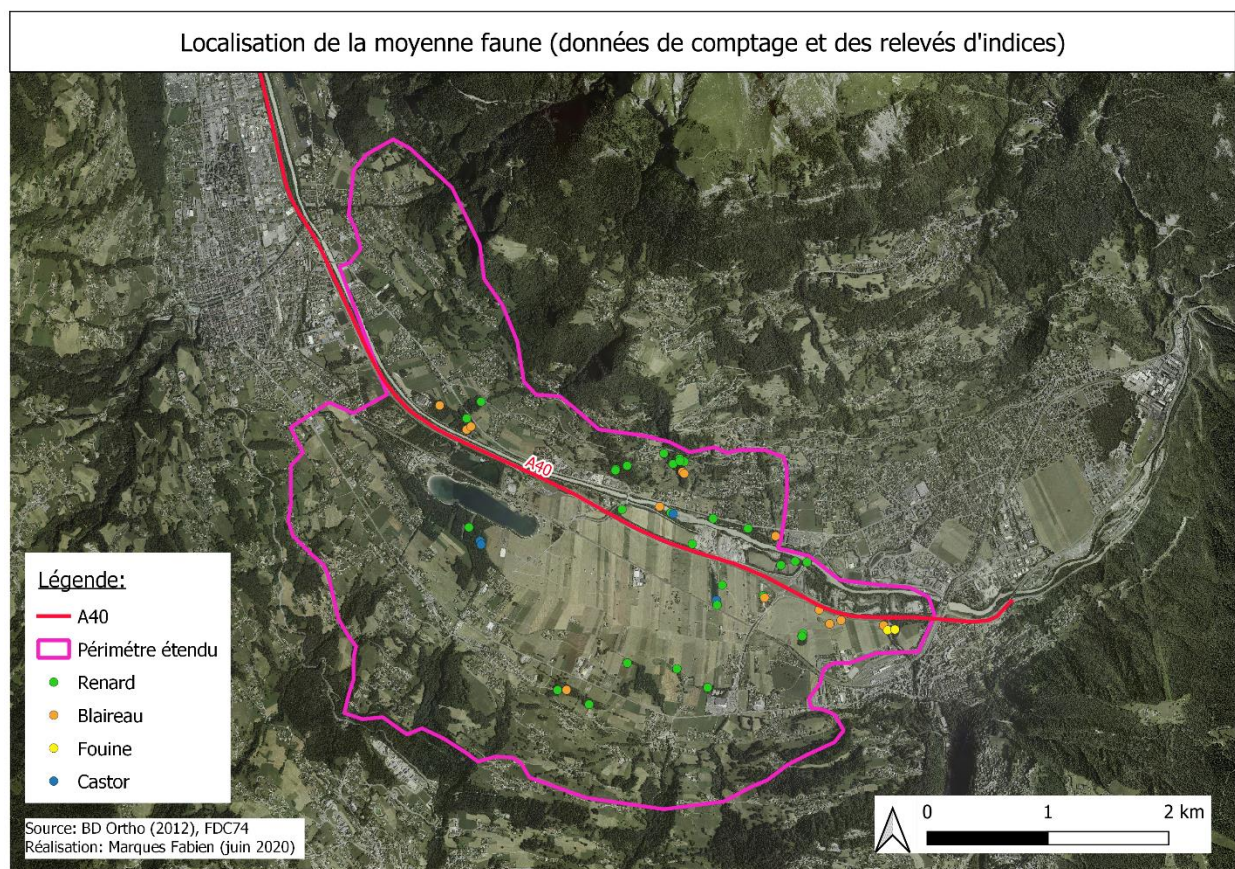 Localisation de la moyenne faune (données de comptage et des relevés d'indices)
A40
Légende:
A40
Périmétre étendu
Renard
Blaireau
Fouine
Castor
Source: BD Ortho (2012), FDC74
Réalisation: Marques Fabien (juin 2020)
0 1 2 km